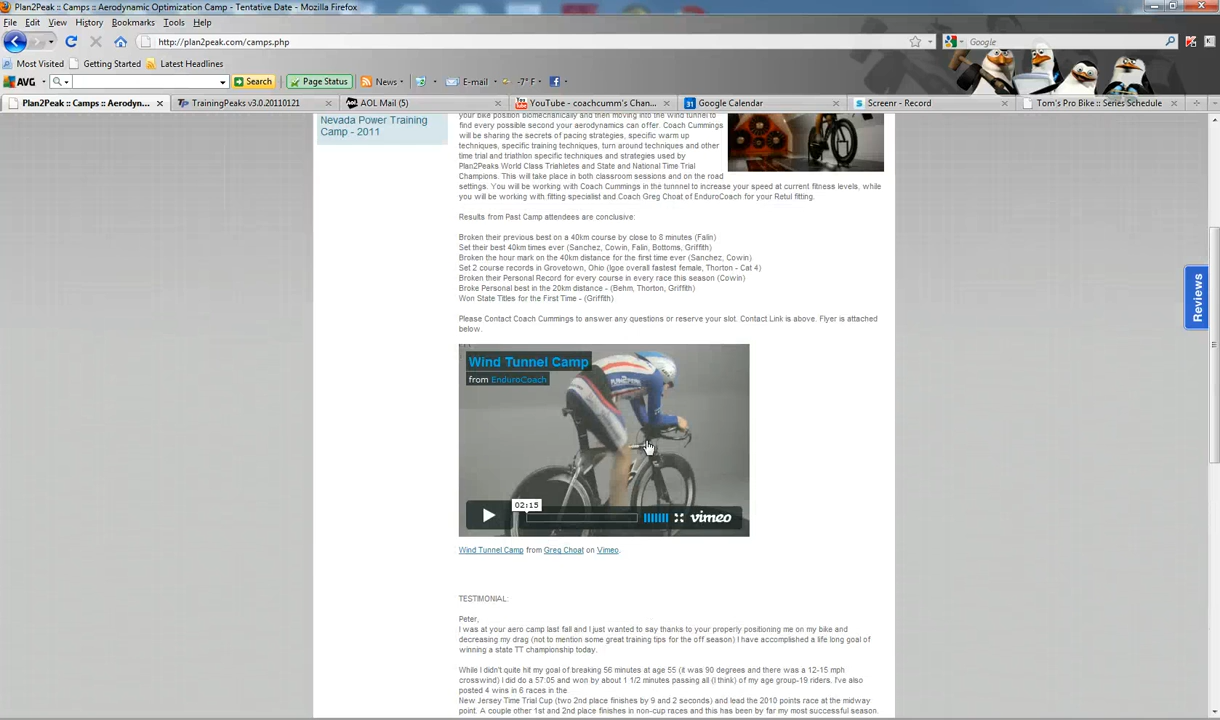 Plan2Peak :: Camps :: Aerodynamic Optimization Camp - Tentative Date - Mozilla Firefox
File Edit View History Bookmarks Tools Help
http://plan2peak.com/camps.php
Google
Most Visited Getting Started Latest Headlines
AVG Search Page Status News E-mail -7° F
Plan2Peak :: Camps :: Aerodyn... TrainingPeaks v3.0.20110121 AOL Mail (5) YouTube - coachcumm's Chan... Google Calendar Screenr - Record Tom's Pro Bike :: Series Schedule
Nevada Power Training
Camp - 2011
your bike position biomechanically and then moving into the wind tunnel to
find every possible second your aerodynamics can offer. Coach Cummings
will be sharing the secrets of pacing strategies, specific warm up
techniques, specific training techniques, turn around techniques and other
time trial and triathlon specific techniques and strategies used by
Plan2Peaks World Class Triahletes and State and National Time Trial
Champions. This will take place in both classroom sessions and on the road
settings. You will be working with Coach Cummings in the tunnnel to increase your speed at current fitness levels, while
you will be working with fitting specialist and Coach Greg Choat of EnduroCoach for your Retul fitting.
Results from Past Camp attendees are conclusive:
Broken their previous best on a 40km course by close to 8 minutes (Falin)
Set their best 40km times ever (Sanchez, Cowin, Falin, Bottoms, Griffith)
Broken the hour mark on the 40km distance for the first time ever (Sanchez, Cowin)
Set 2 course records in Grovetown, Ohio (Igoe overall fastest female, Thorton - Cat 4)
Broken their Personal Record for every course in every race this season (Cowin)
Broke Personal best in the 20km distance - (Behm, Thorton, Griffith)
Won State Titles for the First Time - (Griffith)
Please Contact Coach Cummings to answer any questions or reserve your slot. Contact Link is above. Flyer is attached
below.
Wind Tunnel Camp
from EnduroCoach
02:15
vimeo
Wind Tunnel Camp from Greg Choat on Vimeo.
TESTIMONIAL:
Peter,
I was at your aero camp last fall and I just wanted to say thanks to your properly positioning me on my bike and
decreasing my drag (not to mention some great training tips for the off season) I have accomplished a life long goal of
winning a state TT championship today.
While I didn't quite hit my goal of breaking 56 minutes at age 55 (it was 90 degrees and there was a 12-15 mph
crosswind) I did do a 57:05 and won by about 1 1/2 minutes passing all (I think) of my age group-19 riders. I've also
posted 4 wins in 6 races in the
New Jersey Time Trial Cup (two 2nd place finishes by 9 and 2 seconds) and lead the 2010 points race at the midway
point. A couple other 1st and 2nd place finishes in non-cup races and this has been by far my most successful season.
Reviews